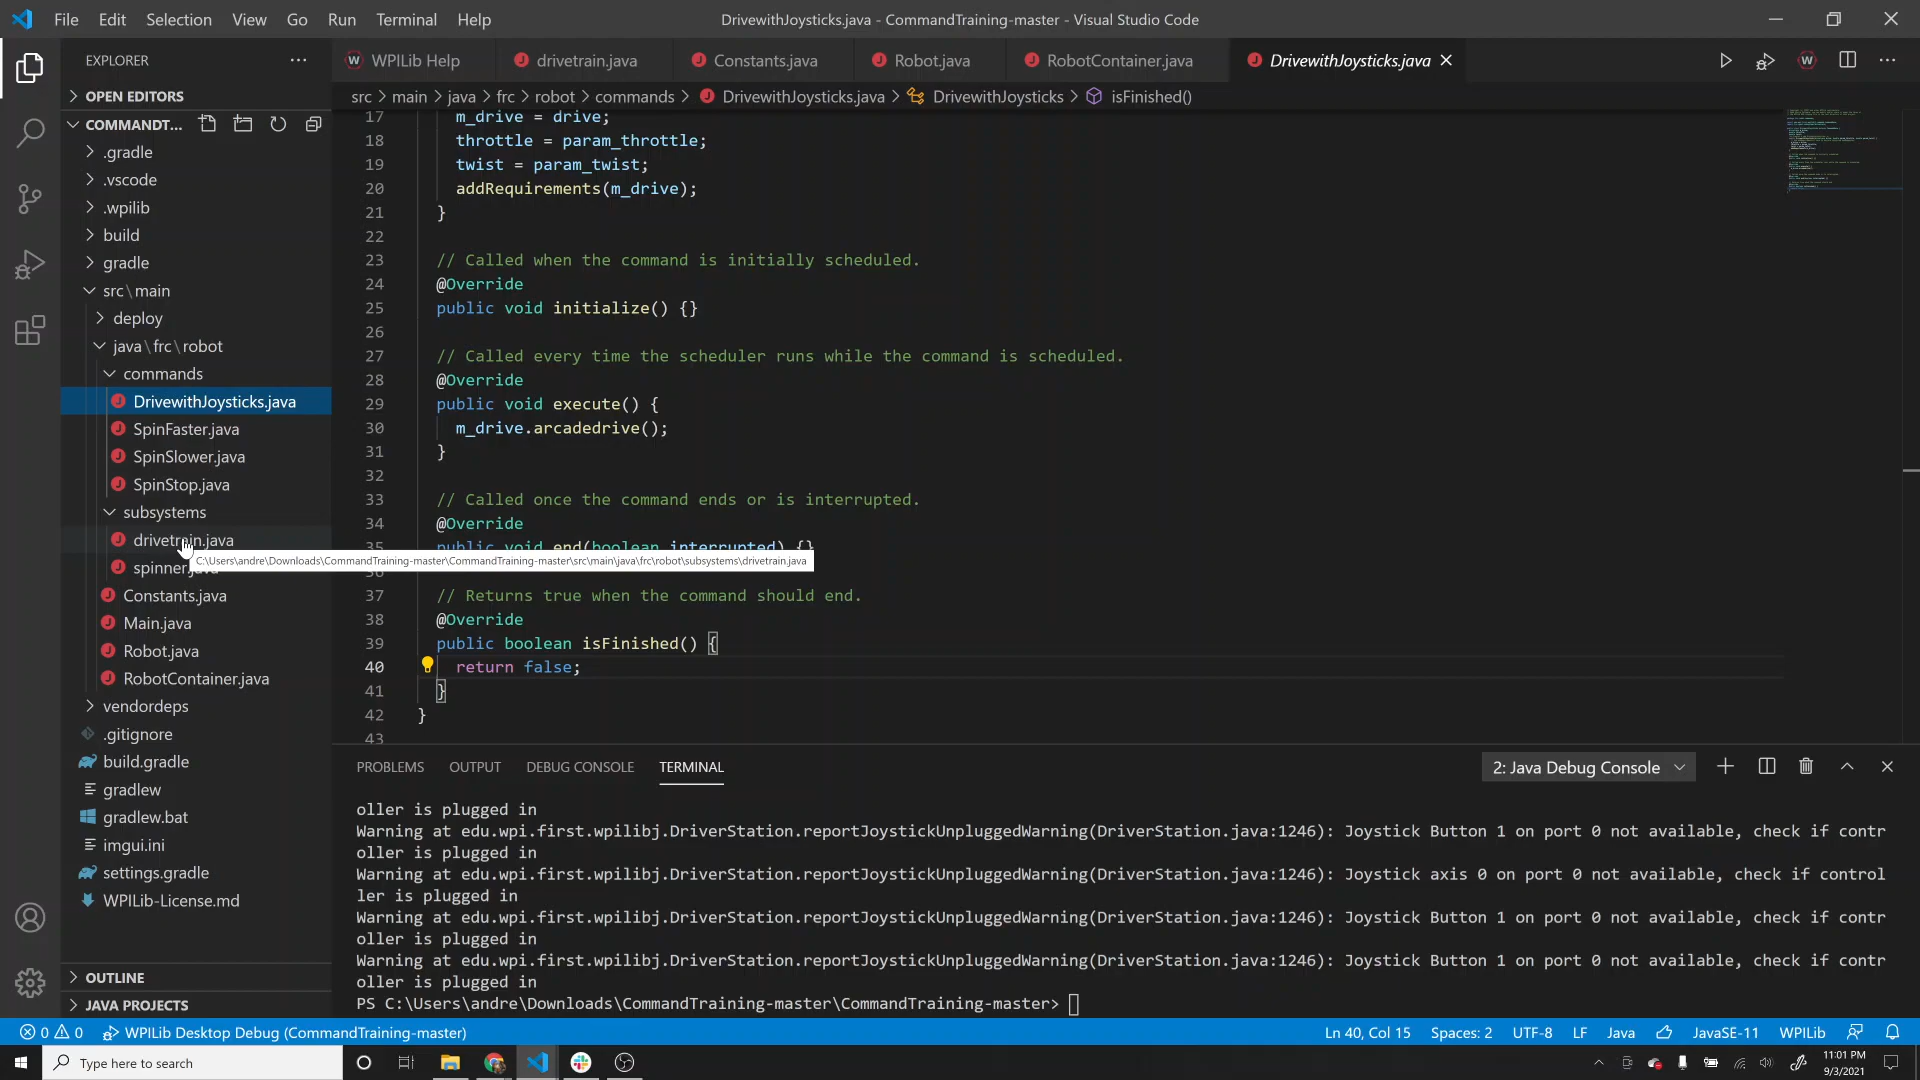 File Edit Selection View Go Run Terminal Help
DrivewithJoysticks.java - CommandTraining-master - Visual Studio Code
EXPLORER
OPEN EDITORS
COMMANDT...
.gradle
.vscode
.wpilib
build
gradle
src\main
deploy
java\frc\robot
commands
DrivewithJoysticks.java
SpinFaster.java
SpinSlower.java
SpinStop.java
subsystems
drivetrain.java
spinner.java
Constants.java
Main.java
Robot.java
RobotContainer.java
vendordeps
.gitignore
build.gradle
gradlew
gradlew.bat
imgui.ini
settings.gradle
WPILib-License.md
OUTLINE
JAVA PROJECTS
WPILib Help drivetrain.java Constants.java Robot.java RobotContainer.java DrivewithJoysticks.java
src > main > java > frc > robot > commands > DrivewithJoysticks.java > DrivewithJoysticks > isFinished()
17 m_drive = drive;
18 throttle = param_throttle;
19 twist = param_twist;
20 addRequirements(m_drive);
21 }
22
23 // Called when the command is initially scheduled.
24 @Override
25 public void initialize() {}
26
27 // Called every time the scheduler runs while the command is scheduled.
28 @Override
29 public void execute() {
30 m_drive.arcadedrive();
31 }
32
33 // Called once the command ends or is interrupted.
34 @Override
35 public void end(boolean interrupted) {}
C:\Users\andre\Downloads\CommandTraining-master\CommandTraining-master\src\main\java\frc\robot\subsystems\drivetrain.java
36
37 // Returns true when the command should end.
38 @Override
39 public boolean isFinished() {
40 return false;
41 }
42 }
43
PROBLEMS OUTPUT DEBUG CONSOLE TERMINAL
2: Java Debug Console
oller is plugged in
Warning at edu.wpi.first.wpilibj.DriverStation.reportJoystickUnpluggedWarning(DriverStation.java:1246): Joystick Button 1 on port 0 not available, check if contr
oller is plugged in
Warning at edu.wpi.first.wpilibj.DriverStation.reportJoystickUnpluggedWarning(DriverStation.java:1246): Joystick axis 0 on port 0 not available, check if control
ler is plugged in
Warning at edu.wpi.first.wpilibj.DriverStation.reportJoystickUnpluggedWarning(DriverStation.java:1246): Joystick Button 1 on port 0 not available, check if contr
oller is plugged in
Warning at edu.wpi.first.wpilibj.DriverStation.reportJoystickUnpluggedWarning(DriverStation.java:1246): Joystick Button 1 on port 0 not available, check if contr
oller is plugged in
PS C:\Users\andre\Downloads\CommandTraining-master\CommandTraining-master>
0 0 WPILib Desktop Debug (CommandTraining-master)
Ln 40, Col 15 Spaces: 2 UTF-8 LF Java JavaSE-11 WPILib
Type here to search
11:01 PM
9/3/2021